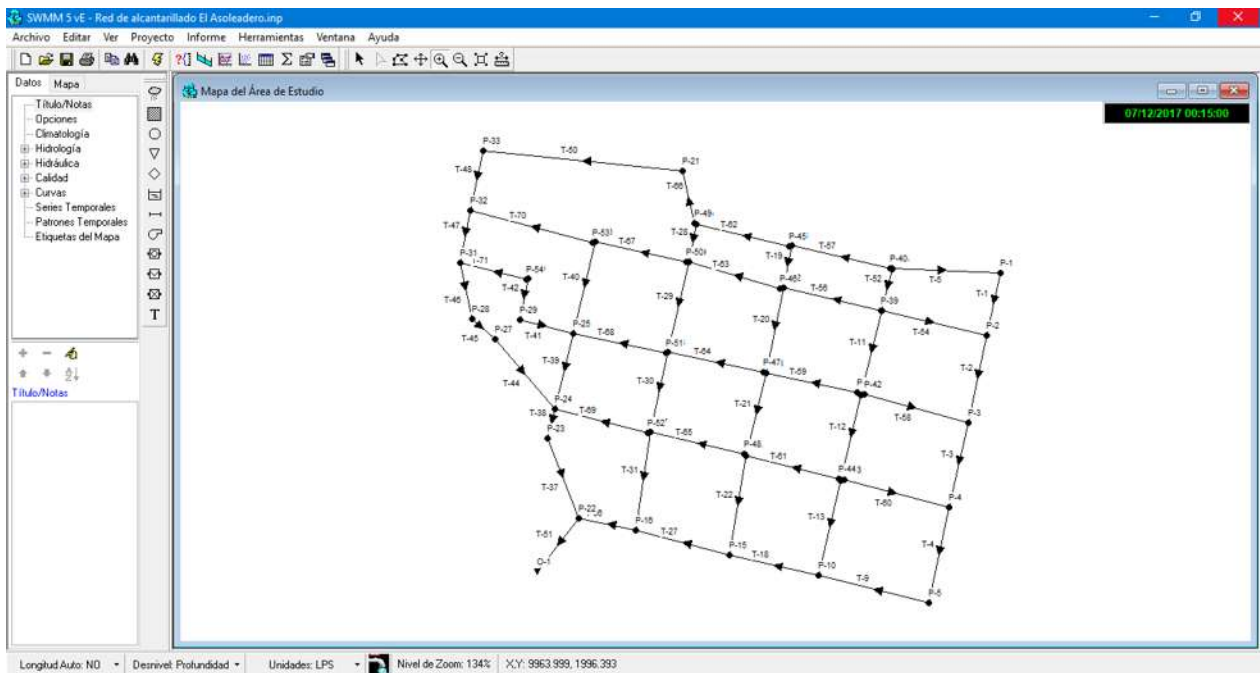 SWMM 5 vE - Red de alcantarillado El Asoleadero.inp
Archivo Editar Ver Proyecto Informe Herramientas Ventana Ayuda
Datos Mapa
Título/Notas
Opciones
Climatología
Hidrología
Hidráulica
Calidad
Curvas
Series Temporales
Patrones Temporales
Etiquetas del Mapa
Título/Notas
Mapa del Área de Estudio
07/12/2017 00:15:00
P-33 T-50 P-21
T-48 T-66
P-32 T-70 P-49 T-62
T-47 P-53 T-67 T-28 P-45 T-57
P-31 T-71 P-54 P-50 T-63 T-19 P-40 T-5 P-1
T-42 T-40 P-46 T-56 T-52 T-1
T-46 P-28 P-29 T-29 P-39 T-64 P-2
T-45 P-27 T-41 P-25 T-68 T-20 T-11
T-44 T-39 P-51 T-64 P-47 T-59 T-2
P-24 T-69 T-30 T-21 P-42 T-58 P-3
T-38 P-23 P-52 T-65 P-48 T-61 T-12 T-3
T-37 T-31 T-22 P-44 T-60 P-4
P-22 P-16 T-27 T-13 T-4
T-51 P-15 T-18 P-10 T-9 P-5
O-1
Longitud Auto: NO Desnivel: Profundidad Unidades: LPS Nivel de Zoom: 134% X,Y: 9963.999, 1996.393